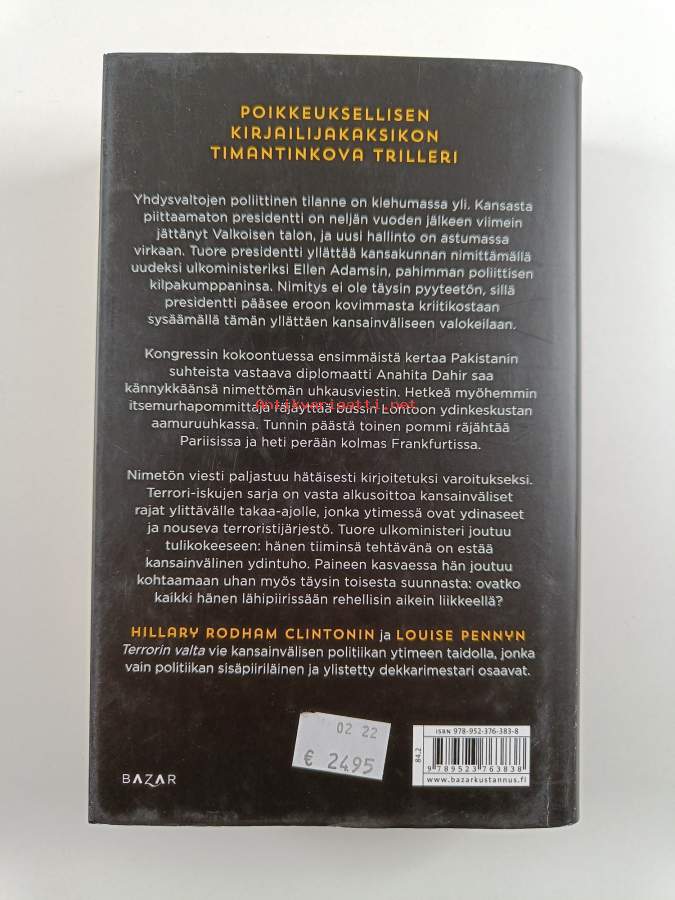 POIKKEUKSELLISEN
KIRJAILIJAKAKSIKON
TIMANTINKOVA TRILLERI
Yhdysvaltojen poliittinen tilanne on kiehumassa yli. Kansasta
piittaamaton presidentti on neljän vuoden jälkeen viimein
jättänyt Valkoisen talon, ja uusi hallinto on astumassa
virkaan. Tuore presidentti yllättää kansakunnan nimittämällä
uudeksi ulkoministeriksi Ellen Adamsin, pahimman poliittisen
kilpakumppaninsa. Nimitys ei ole täysin pyyteetön, sillä
presidentti pääsee eroon kovimmasta kriitikostaan
sysäämällä tämän yllättäen kansainväliseen valokeilaan.
Kongressin kokoontuessa ensimmäistä kertaa Pakistanin
suhteista vastaava diplomaatti Anahita Dahir saa
kännykkäänsä nimettömän uhkausviestin. Hetkeä myöhemmin
itsemurhapommittaja räjäyttää bussin Lontoon ydinkeskustan
Antikvariaatti.net
aamuruuhkassa. Tunnin päästä toinen pommi räjähtää
Pariisissa ja heti perään kolmas Frankfurtissa.
Nimetön viesti paljastuu hätäisesti kirjoitetuksi varoitukseksi.
Terrori-iskujen sarja on vasta alkusoittoa kansainväliset
rajat ylittävälle takaa-ajolle, jonka ytimessä ovat ydinaseet
ja nouseva terroristijärjestö. Tuore ulkoministeri joutuu
tulikokeeseen: hänen tiiminsä tehtävänä on estää
kansainvälinen ydintuho. Paineen kasvaessa hän joutuu
kohtaamaan uhan myös täysin toisesta suunnasta: ovatko
kaikki hänen lähipiirissään rehellisin aikein liikkeellä?
HILLARY RODHAM CLINTONIN ja LOUISE PENNYN
Terrorin valta vie kansainvälisen politiikan ytimeen taidolla, jonka
vain politiikan sisäpiiriläinen ja ylistetty dekkarimestari osaavat.
02 22
€ 24.95
BAZAR
84.2
ISBN 978-952-376-383-8
9 789523 763838
www.bazarkustannus.fi